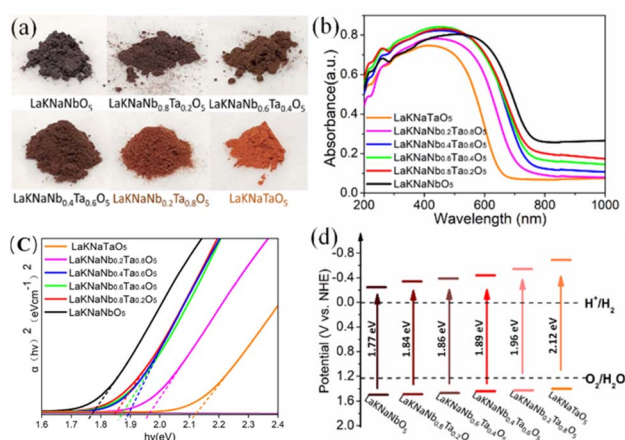 (a)
LaKNaNbO₅
LaKNaNb₀.₈Ta₀.₂O₅
LaKNaNb₀.₆Ta₀.₄O₅
LaKNaNb₀.₄Ta₀.₆O₅
LaKNaNb₀.₂Ta₀.₈O₅
LaKNaTaO₅
(b)
Absorbance(a.u.)
0.8
0.6
0.4
0.2
0.0
LaKNaTaO₅
LaKNaNb₀.₂Ta₀.₈O₅
LaKNaNb₀.₄Ta₀.₆O₅
LaKNaNb₀.₆Ta₀.₄O₅
LaKNaNb₀.₈Ta₀.₂O₅
LaKNaNbO₅
200 300 400 500 600 700 800 900 1000
Wavelength (nm)
(C)
α (hv) ² (eVcm⁻¹) ²
LaKNaTaO₅
LaKNaNb₀.₂Ta₀.₈O₅
LaKNaNb₀.₄Ta₀.₆O₅
LaKNaNb₀.₆Ta₀.₄O₅
LaKNaNb₀.₈Ta₀.₂O₅
LaKNaNbO₅
1.6 1.7 1.8 1.9 2.0 2.1 2.2 2.3 2.4
hv(eV)
(d)
Potential (V vs. NHE)
-0.8
-0.4
0.0
0.4
0.8
1.2
1.6
2.0
H⁺/H₂
O₂/H₂O
1.77 eV
1.84 eV
1.86 eV
1.89 eV
1.96 eV
2.12 eV
LaKNaNbO₅
LaKNaNb₀.₈Ta₀.₂O₅
LaKNaNb₀.₆Ta₀.₄O₅
LaKNaNb₀.₄Ta₀.₆O₅
LaKNaNb₀.₂Ta₀.₈O₅
LaKNaTaO₅